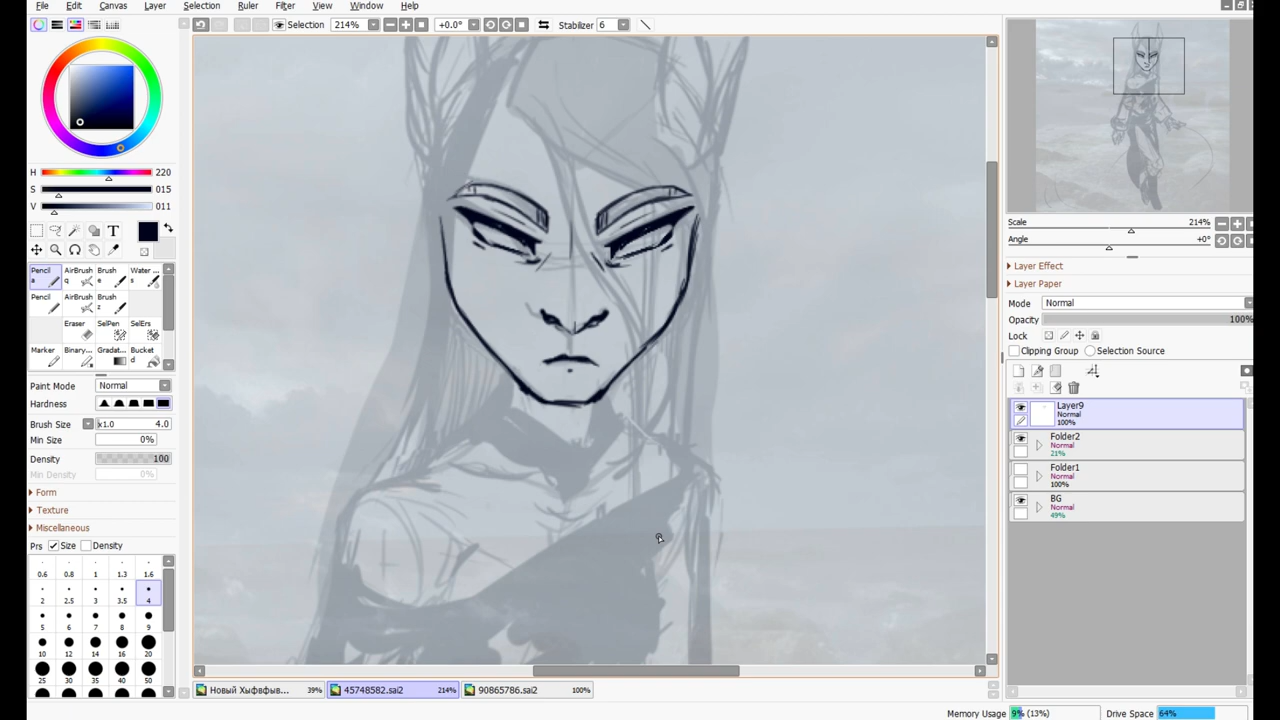 File Edit Canvas Layer Selection Ruler Filter View Window Help
Selection 214% +0.0° Stabilizer 6
H 220
S 015
V 011
T
Pencil a AirBrush q Brush e Water ... s
Pencil AirBrush Brush z
Eraser SelPen SelErs
Marker Binary... Gradat... Bucket d
Paint Mode Normal
Hardness
Brush Size x1.0 4.0
Min Size 0%
Density 100
Min Density 0%
Form
Texture
Miscellaneous
Prs Size Density
0.6 0.8 1 1.3 1.6
2 2.5 3 3.5 4
5 6 7 8 9
10 12 14 16 20
25 30 35 40 50
Новый Хыфвфыв... 39% 45748582.sai2 214% 90865786.sai2 100%
Scale 214%
Angle +0°
Layer Effect
Layer Paper
Mode Normal
Opacity 100%
Lock
Clipping Group Selection Source
Layer9
Normal
100%
Folder2
Normal
21%
Folder1
Normal
100%
BG
Normal
49%
Memory Usage 9% (13%) Drive Space 64%